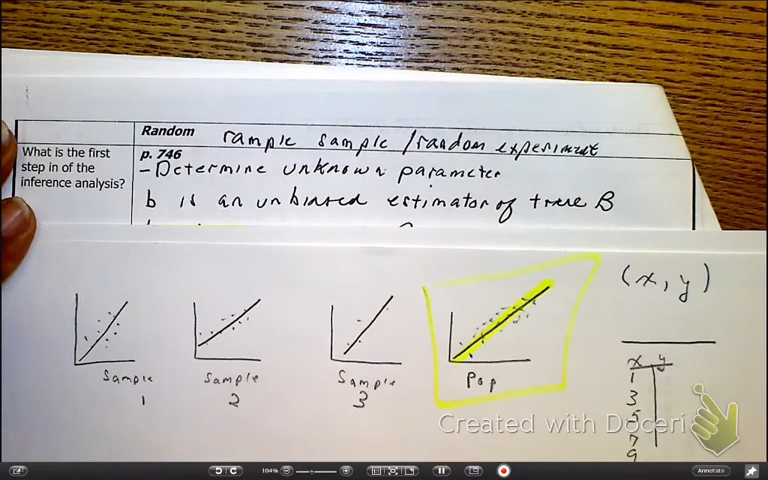 Random rample sample / random experiment
What is the first
step in of the
inference analysis?
p. 746
- Determine unknown parameter
b is an unbiased estimator of true B
(x, y)
Sample
1
Sample
2
Sample
3
Pop
x y
1
3
5
7
9
Created with Doceri
104%
Annotate